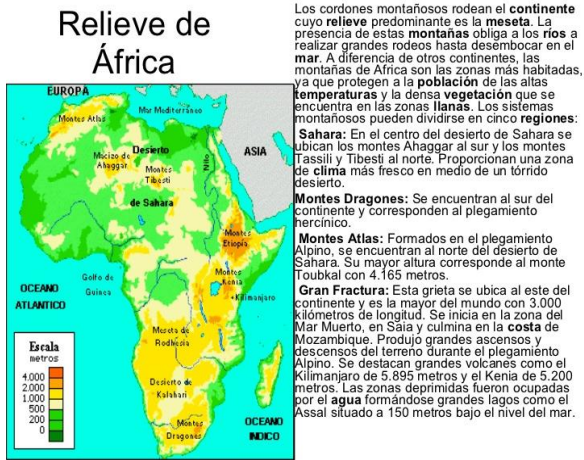 Relieve de
África
Los cordones montañosos rodean el continente
cuyo relieve predominante es la meseta. La
presencia de estas montañas obliga a los ríos a
realizar grandes rodeos hasta desembocar en el
mar. A diferencia de otros continentes, las
montañas de Africa son las zonas más habitadas,
ya que protegen a la población de las altas
temperaturas y la densa vegetación que se
encuentra en las zonas llanas. Los sistemas
montañosos pueden dividirse en cinco regiones:
Sahara: En el centro del desierto de Sahara se
ubican los montes Ahaggar al sur y los montes
Tassili y Tibesti al norte. Proporcionan una zona
de clima más fresco en medio de un tórrido
desierto.
Montes Dragones: Se encuentran al sur del
continente y corresponden al plegamiento
hercínico.
Montes Atlas: Formados en el plegamiento
Alpino, se encuentran al norte del desierto de
Sahara. Su mayor altura corresponde al monte
Toubkal con 4.165 metros.
Gran Fractura: Esta grieta se ubica al este del
continente y es la mayor del mundo con 3.000
kilómetros de longitud. Se inicia en la zona del
Mar Muerto, en Saia y culmina en la costa de
Mozambique. Produjo grandes ascensos y
descensos del terreno durante el plegamiento
Alpino. Se destacan grandes volcanes como el
Kilimanjaro de 5.895 metros y el Kenia de 5.200
metros. Las zonas deprimidas fueron ocupadas
por el agua formándose grandes lagos como el
Assal situado a 150 metros bajo el nivel del mar.
EUROPA
Mar Mediterráneo
Montes Atlas
Desierto
Macizo de
Ahaggar
Montes
Tibesti
Nilo
ASIA
de Sahara
Montes
Etiopía
Golfo de
Guinea
Montes
Kenia
Kilimanjaro
OCEANO
ATLANTICO
Meseta de
Rodhesia
Desierto de
Kalahari
Montes
Dragones
OCEANO
INDICO
Escala
metros
4.000
2.000
1.000
500
200
0